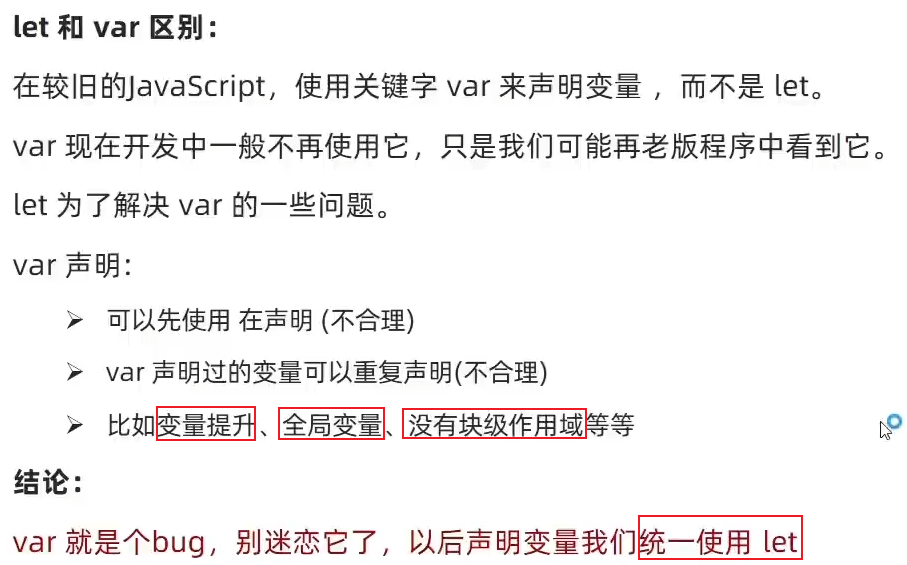 let 和 var 区别：
在较旧的JavaScript，使用关键字 var 来声明变量 ，而不是 let。
var 现在开发中一般不再使用它，只是我们可能再老版程序中看到它。
let 为了解决 var 的一些问题。
var 声明：
➢ 可以先使用 在声明 (不合理)
➢ var 声明过的变量可以重复声明(不合理)
➢ 比如变量提升、全局变量、没有块级作用域等等
结论：
var 就是个bug，别迷恋它了，以后声明变量我们统一使用 let